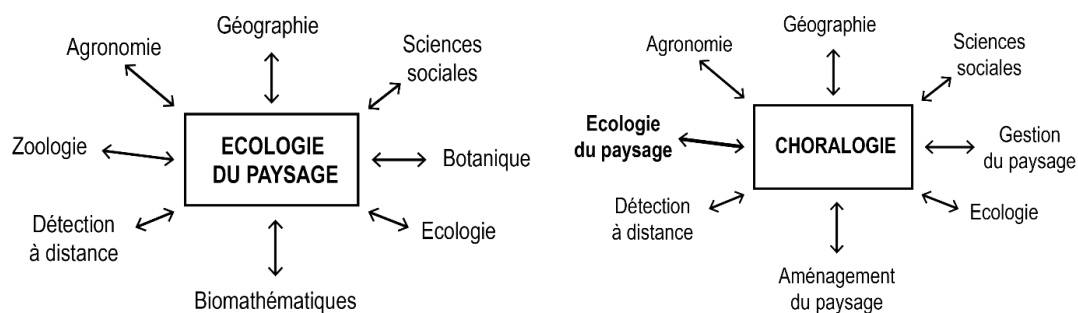 Géographie
Agronomie
Sciences
sociales
Zoologie
ECOLOGIE
DU PAYSAGE
Botanique
Détection
à distance
Ecologie
Biomathématiques
Géographie
Agronomie
Sciences
sociales
Ecologie
du paysage
CHORALOGIE
Gestion
du paysage
Détection
à distance
Ecologie
Aménagement
du paysage